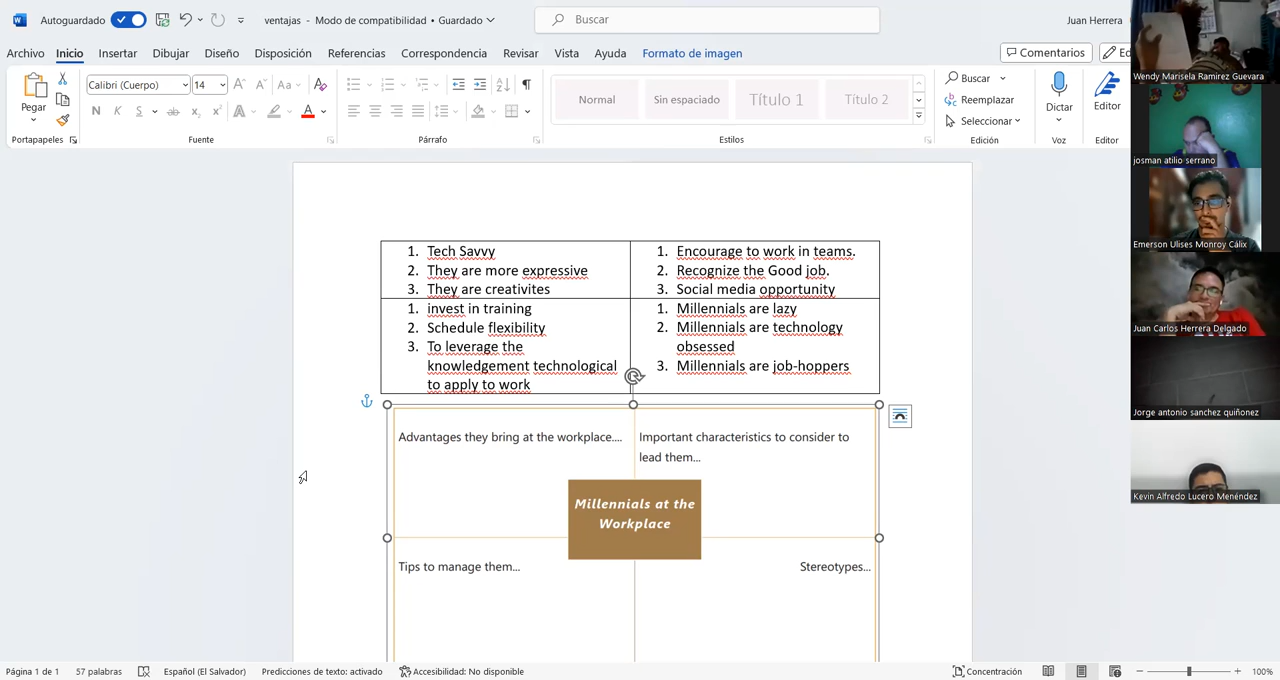 Autoguardado
ventajas - Modo de compatibilidad • Guardado
Buscar
Juan Herrera
Archivo Inicio Insertar Dibujar Diseño Disposición Referencias Correspondencia Revisar Vista Ayuda Formato de imagen
Comentarios
Ed
Pegar
Calibri (Cuerpo) 14
Normal
Sin espaciado
Título 1
Título 2
Buscar
Reemplazar
Seleccionar
Dictar
Editor
Portapapeles
Fuente
Párrafo
Estilos
Edición
Voz
Editor
1. Tech Savvy
2. They are more expressive
3. They are creativites
1. Encourage to work in teams.
2. Recognize the Good job.
3. Social media opportunity
1. invest in training
2. Schedule flexibility
3. To leverage the
knowledgement technological
to apply to work
1. Millennials are lazy
2. Millennials are technology
obsessed
3. Millennials are job-hoppers
Advantages they bring at the workplace....
Important characteristics to consider to
lead them...
Millennials at the
Workplace
Tips to manage them...
Stereotypes...
Wendy Marisela Ramirez Guevara
josman atilio serrano
Emerson Ulises Monroy Cálix
Juan Carlos Herrera Delgado
Jorge antonio sanchez quiñonez
Kevin Alfredo Lucero Menéndez
Página 1 de 1
57 palabras
Español (El Salvador)
Predicciones de texto: activado
Accesibilidad: No disponible
Concentración
100%